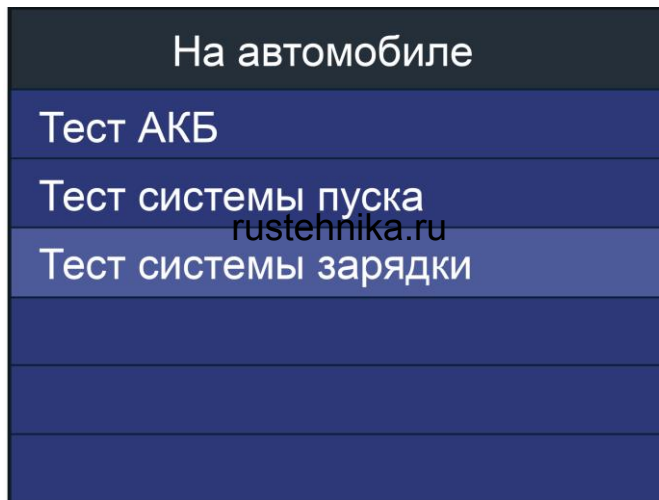 На автомобиле
Тест АКБ
Тест системы пуска
rustehnika.ru
Тест системы зарядки